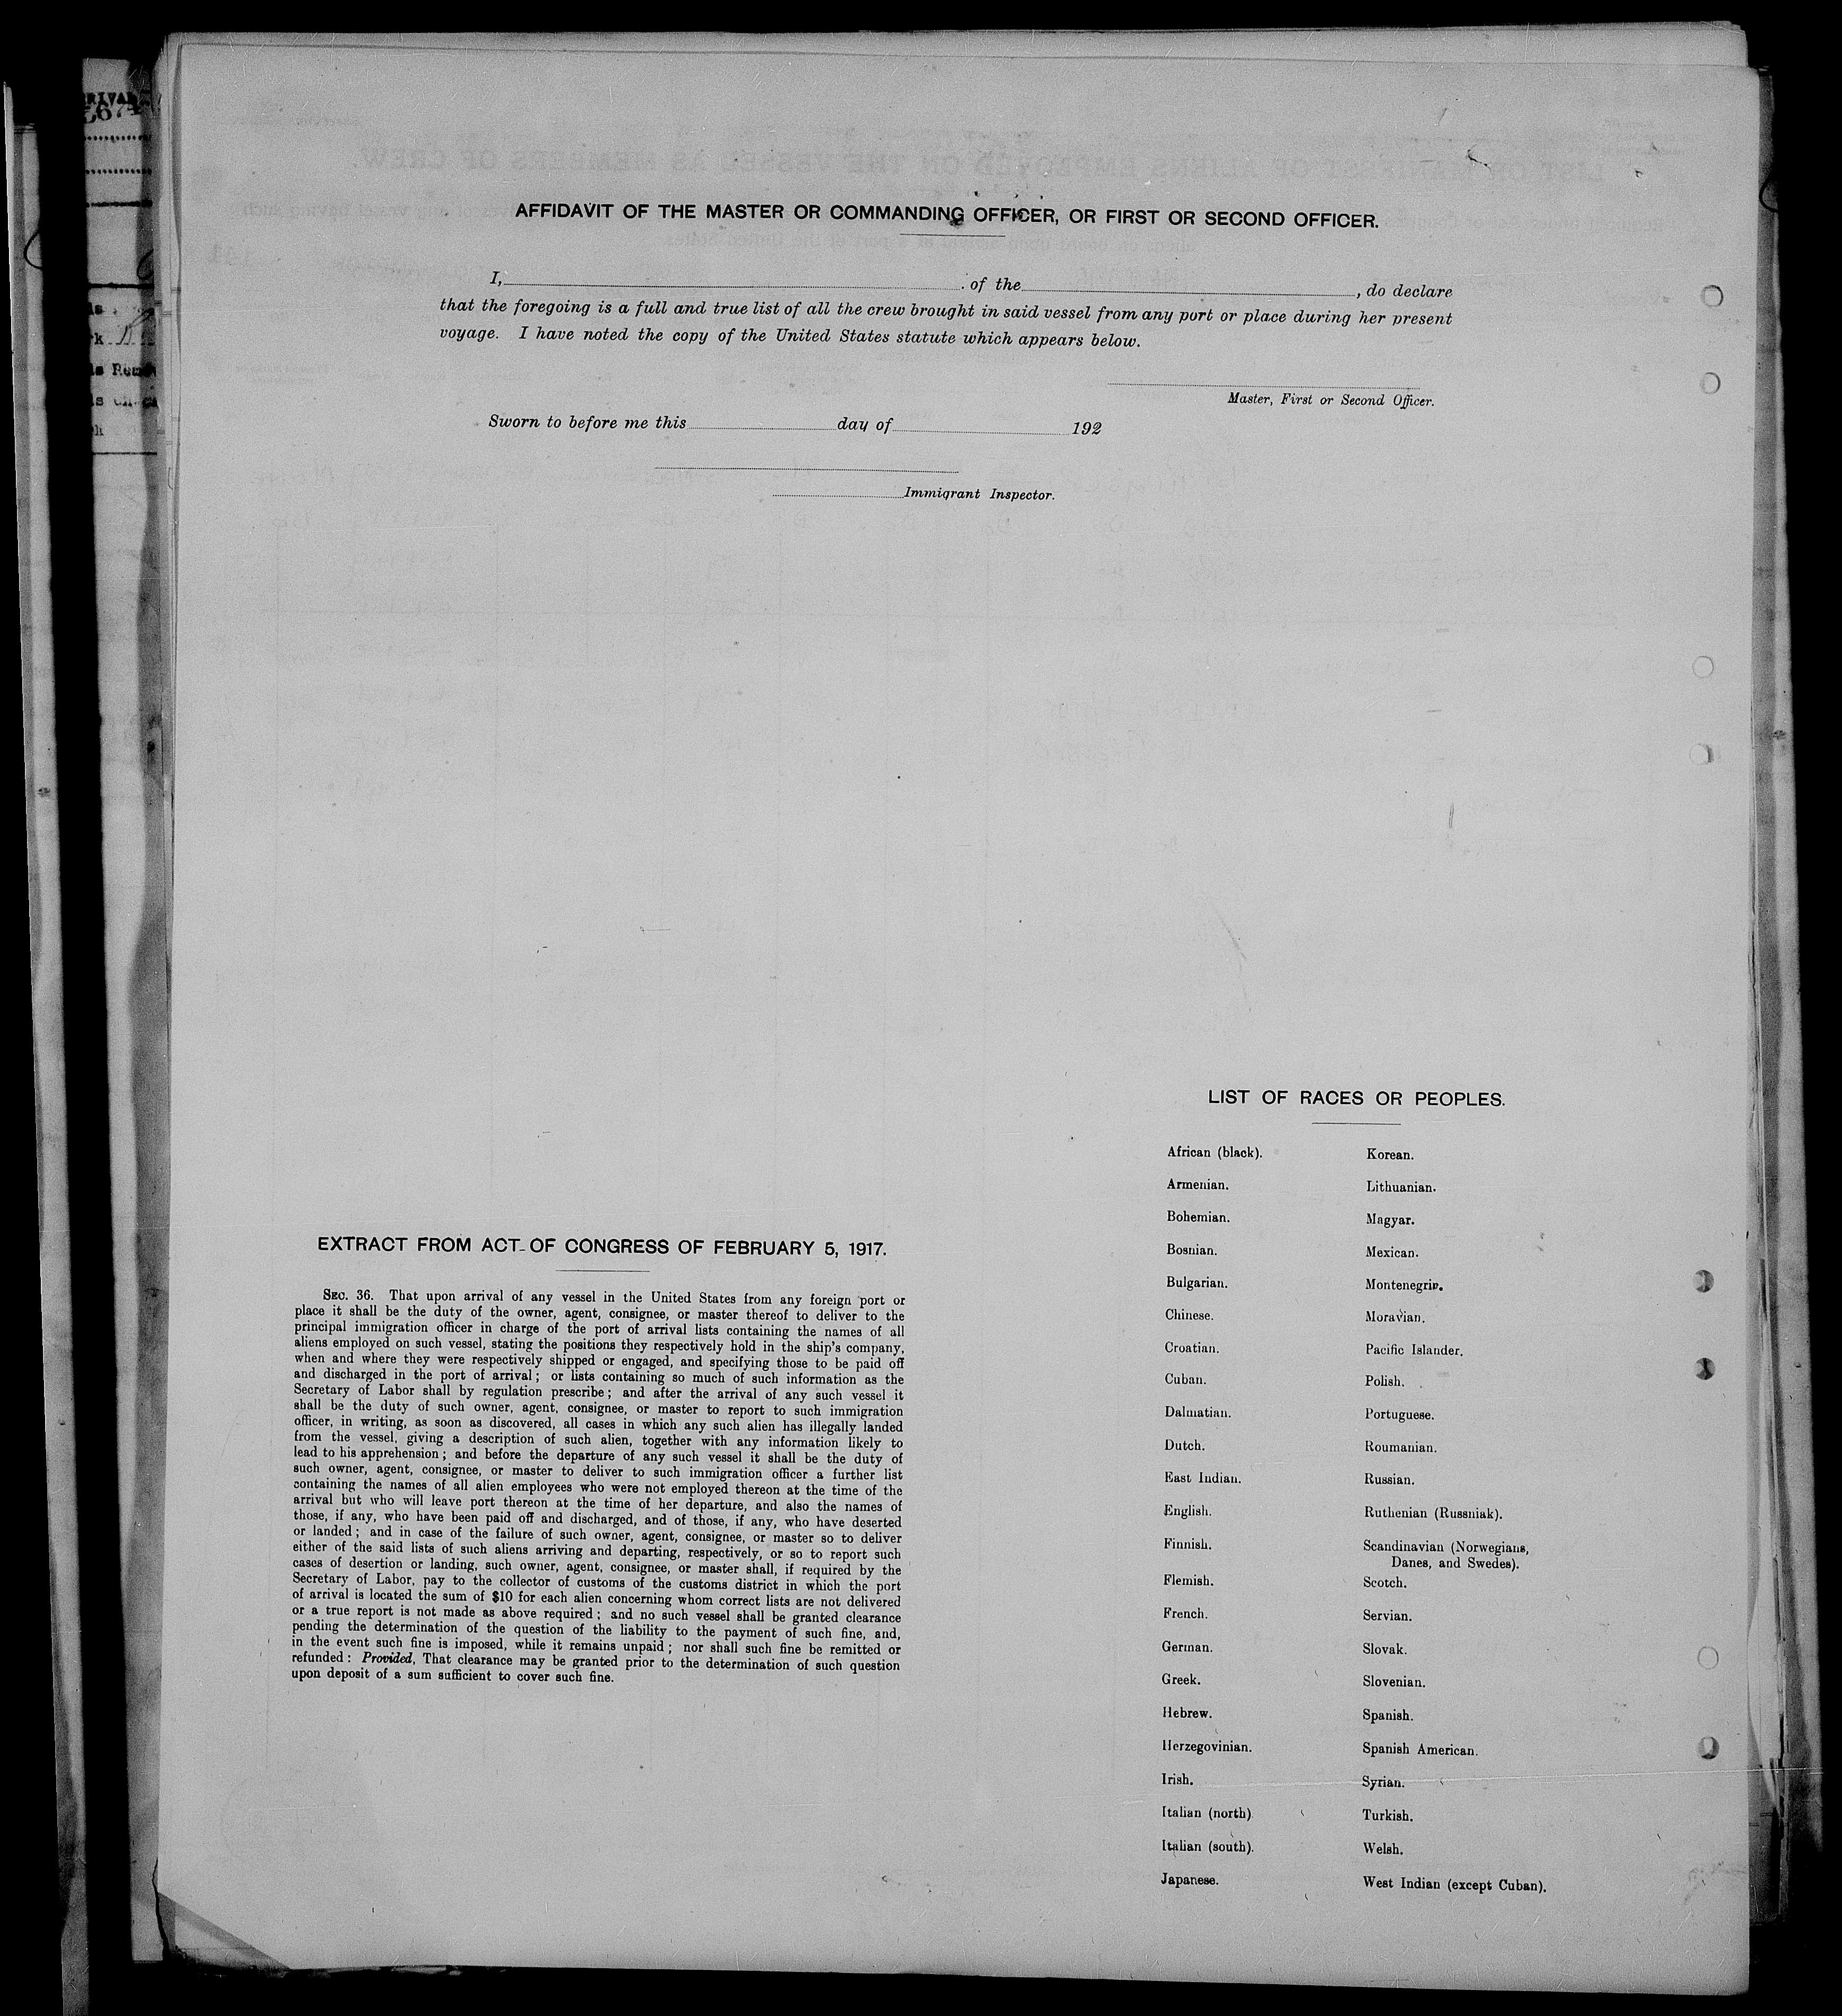 AFFIDAVIT OF THE MASTER OR COMMANDING OFFICER, OR FIRST OR SECOND OFFICER.
I, of the , do declare
that the foregoing is a full and true list of all the crew brought in said vessel from any port or place during her present
voyage. I have noted the copy of the United States statute which appears below.
Master, First or Second Officer.
Sworn to before me this day of 192
Immigrant Inspector.
EXTRACT FROM ACT OF CONGRESS OF FEBRUARY 5, 1917.
SEC. 36. That upon arrival of any vessel in the United States from any foreign port or
place it shall be the duty of the owner, agent, consignee, or master thereof to deliver to the
principal immigration officer in charge of the port of arrival lists containing the names of all
aliens employed on such vessel, stating the positions they respectively hold in the ship's company,
when and where they were respectively shipped or engaged, and specifying those to be paid off
and discharged in the port of arrival; or lists containing so much of such information as the
Secretary of Labor shall by regulation prescribe; and after the arrival of any such vessel it
shall be the duty of such owner, agent, consignee, or master to report to such immigration
officer, in writing, as soon as discovered, all cases in which any such alien has illegally landed
from the vessel, giving a description of such alien, together with any information likely to
lead to his apprehension; and before the departure of any such vessel it shall be the duty of
such owner, agent, consignee, or master to deliver to such immigration officer a further list
containing the names of all alien employees who were not employed thereon at the time of the
arrival but who will leave port thereon at the time of her departure, and also the names of
those, if any, who have been paid off and discharged, and of those, if any, who have deserted
or landed; and in case of the failure of such owner, agent, consignee, or master so to deliver
either of the said lists of such aliens arriving and departing, respectively, or so to report such
cases of desertion or landing, such owner, agent, consignee, or master shall, if required by the
Secretary of Labor, pay to the collector of customs of the customs district in which the port
of arrival is located the sum of $10 for each alien concerning whom correct lists are not delivered
or a true report is not made as above required; and no such vessel shall be granted clearance
pending the determination of the question of the liability to the payment of such fine, and,
in the event such fine is imposed, while it remains unpaid; nor shall such fine be remitted or
refunded: Provided, That clearance may be granted prior to the determination of such question
upon deposit of a sum sufficient to cover such fine.
LIST OF RACES OR PEOPLES.
African (black).
Armenian.
Bohemian.
Bosnian.
Bulgarian.
Chinese.
Croatian.
Cuban.
Dalmatian.
Dutch.
East Indian.
English.
Finnish.
Flemish.
French.
German.
Greek.
Hebrew.
Herzegovinian.
Irish.
Italian (north)
Italian (south).
Japanese.
Korean.
Lithuanian.
Magyar.
Mexican.
Montenegrin.
Moravian.
Pacific Islander.
Polish.
Portuguese.
Roumanian.
Russian.
Ruthenian (Russniak).
Scandinavian (Norwegians,
Danes, and Swedes).
Scotch.
Servian.
Slovak.
Slovenian.
Spanish.
Spanish American.
Syrian.
Turkish.
Welsh.
West Indian (except Cuban).